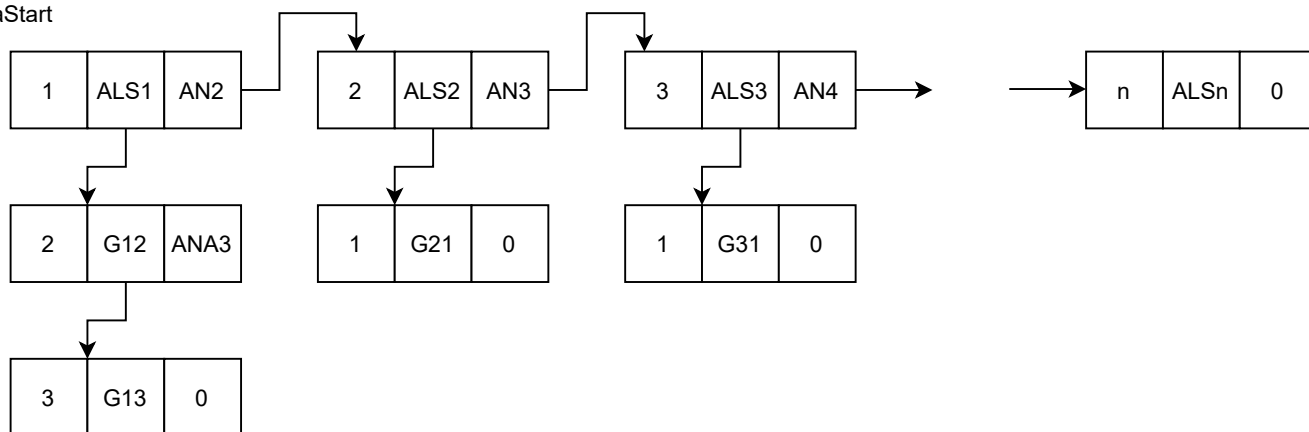 aStart
1 ALS1 AN2 2 ALS2 AN3 3 ALS3 AN4 n ALSn 0
2 G12 ANA3 1 G21 0 1 G31 0
3 G13 0